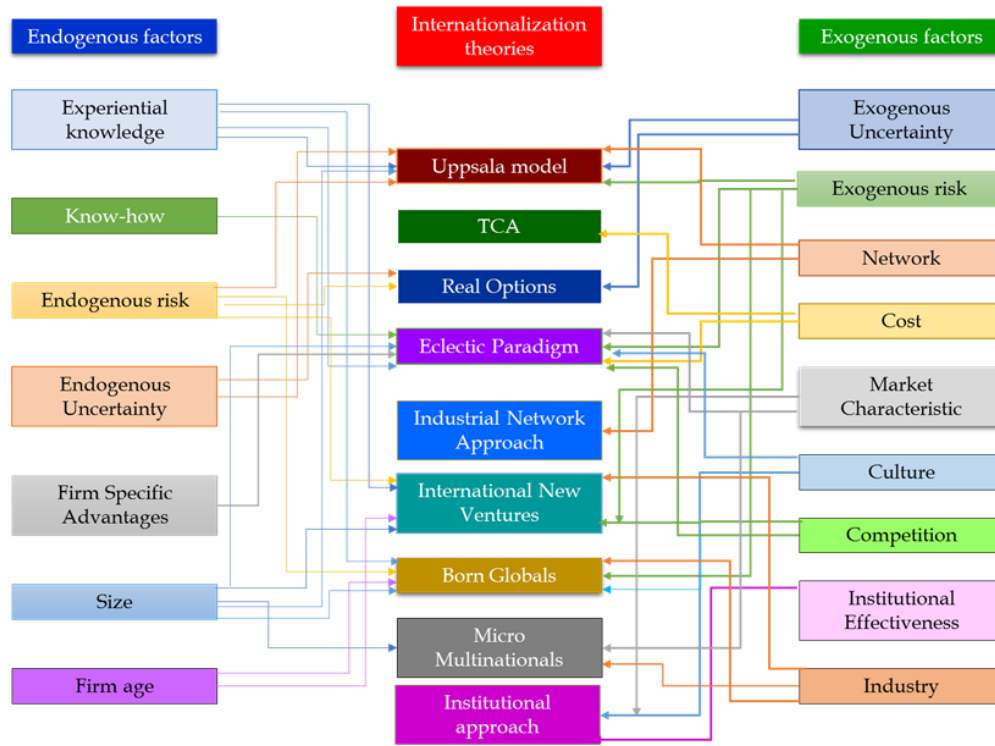 Endogenous factors
Internationalization
theories
Exogenous factors
Experiential
knowledge
Know-how
Endogenous risk
Endogenous
Uncertainty
Firm Specific
Advantages
Size
Firm age
Uppsala model
TCA
Real Options
Eclectic Paradigm
Industrial Network
Approach
International New
Ventures
Born Globals
Micro
Multinationals
Institutional
approach
Exogenous
Uncertainty
Exogenous risk
Network
Cost
Market
Characteristic
Culture
Competition
Institutional
Effectiveness
Industry